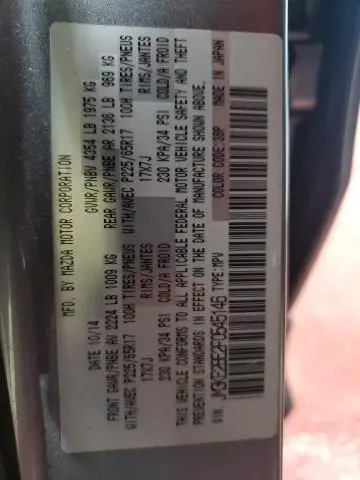 MFD. BY MAZDA MOTOR CORPORATION
DATE 10/14 GVWR/PNBV 4354 LB 1975 KG
FRONT GAWR/PNBE AV 2224 LB 1009 KG REAR GAWR/PNBE AR 2136 LB 969 KG
WITH/AVEC P225/65R17 100H TIRES/PNEUS WITH/AVEC P225/65R17 100H TIRES/PNEUS
17X7J RIMS/JANTES 17X7J RIMS/JANTES
230 KPA/34 PSI COLD/A FROID 230 KPA/34 PSI COLD/A FROID
THIS VEHICLE CONFORMS TO ALL APPLICABLE FEDERAL MOTOR VEHICLE SAFETY AND THEFT
PREVENTION STANDARDS IN EFFECT ON THE DATE OF MANUFACTURE SHOWN ABOVE.
VIN: JM3KE2BE2F0545146 TYPE:MPV COLOR CODE:38P MADE IN JAPAN